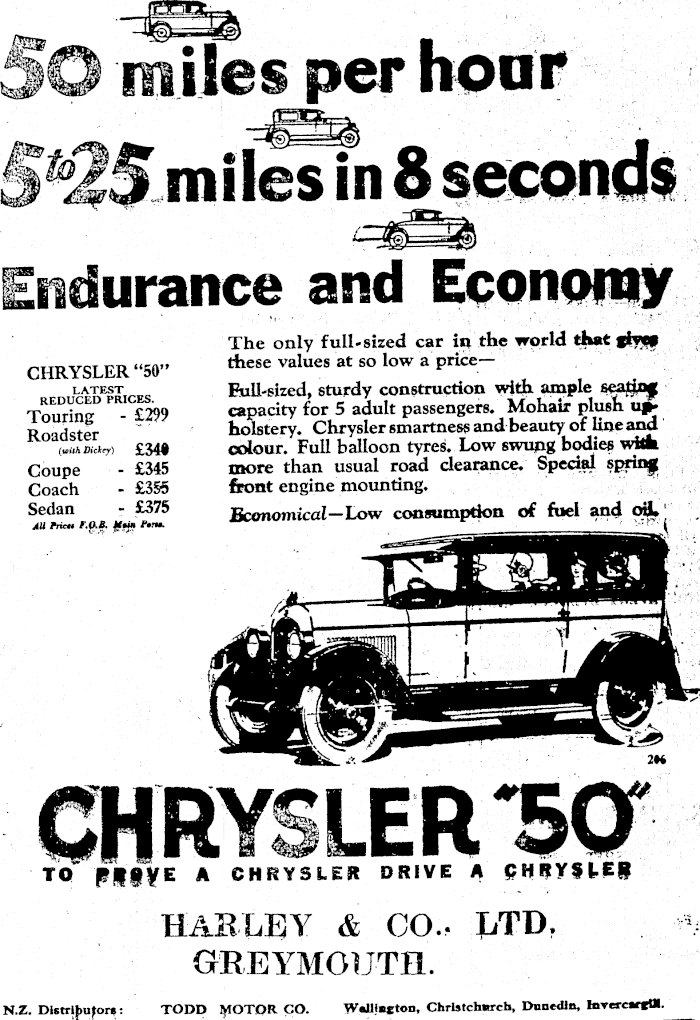 50 miles per hour
5 to 25 miles in 8 seconds
Endurance and Economy
CHRYSLER "50"
LATEST
REDUCED PRICES.
Touring - £299
Roadster
(with Dickey) £340
Coupe - £345
Coach - £355
Sedan - £375
All Prices F.O.B. Main Ports.
The only full-sized car in the world that gives
these values at so low a price—
Full-sized, sturdy construction with ample seating
capacity for 5 adult passengers. Mohair plush up-
holstery. Chrysler smartness and beauty of line and
colour. Full balloon tyres. Low swung bodies with
more than usual road clearance. Special spring
front engine mounting.
Economical—Low consumption of fuel and oil.
206
CHRYSLER "50"
TO PROVE A CHRYSLER DRIVE A CHRYSLER
HARLEY & CO., LTD.
GREYMOUTH.
N.Z. Distributors: TODD MOTOR CO. Wellington, Christchurch, Dunedin, Invercargill.